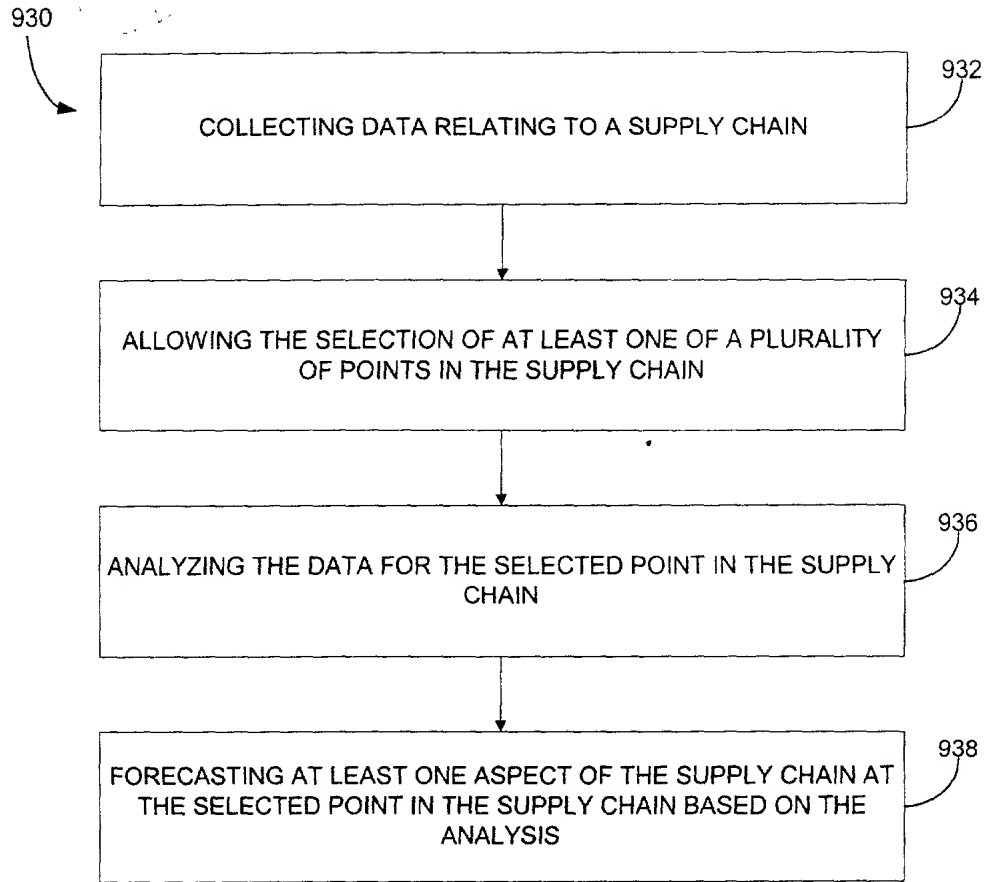 930
932
COLLECTING DATA RELATING TO A SUPPLY CHAIN
934
ALLOWING THE SELECTION OF AT LEAST ONE OF A PLURALITY
OF POINTS IN THE SUPPLY CHAIN
936
ANALYZING THE DATA FOR THE SELECTED POINT IN THE SUPPLY
CHAIN
938
FORECASTING AT LEAST ONE ASPECT OF THE SUPPLY CHAIN AT
THE SELECTED POINT IN THE SUPPLY CHAIN BASED ON THE
ANALYSIS